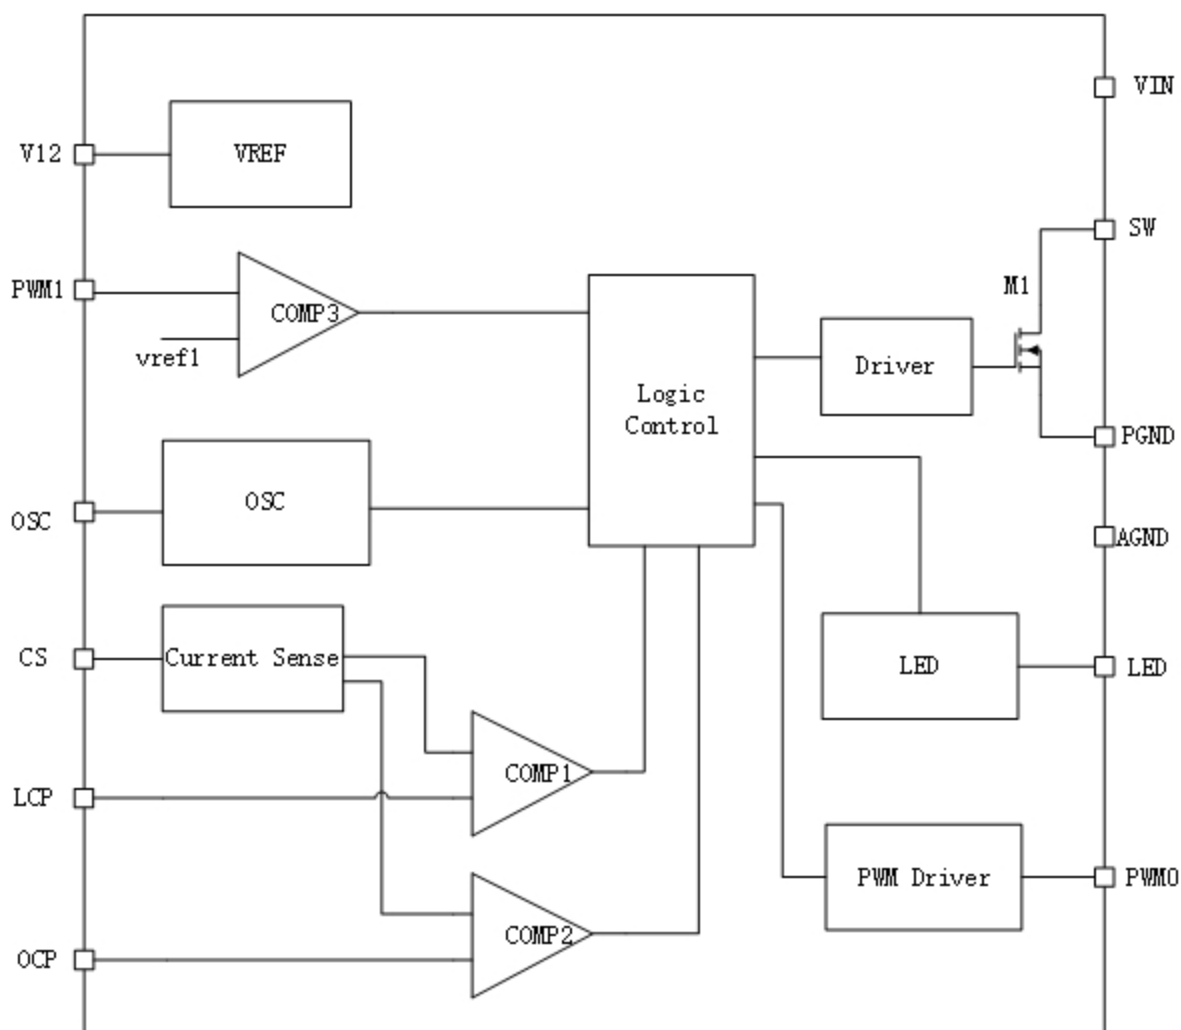 VIN
V12
VREF
SW
PWM1
COMP3
M1
vref1
Driver
Logic
Control
PGND
OSC
OSC
AGND
CS
Current Sense
LED
LED
COMP1
LCP
PWM Driver
PWMO
COMP2
OCP